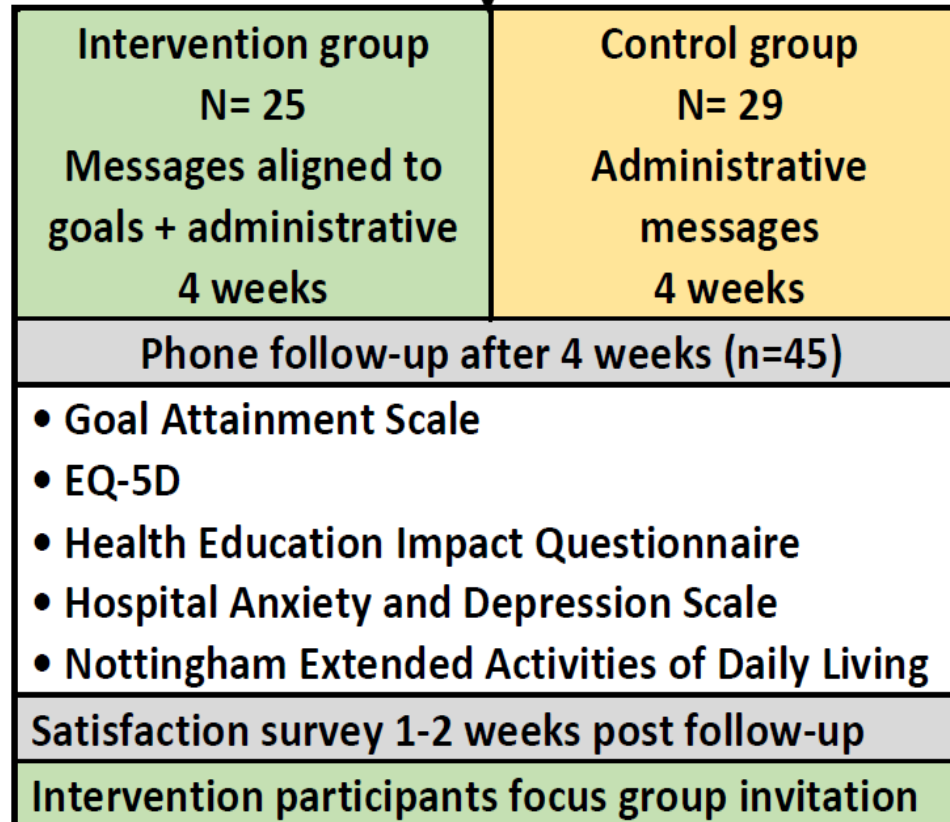 Intervention group
N= 25
Messages aligned to
goals + administrative
4 weeks
Control group
N= 29
Administrative
messages
4 weeks
Phone follow-up after 4 weeks (n=45)
• Goal Attainment Scale
• EQ-5D
• Health Education Impact Questionnaire
• Hospital Anxiety and Depression Scale
• Nottingham Extended Activities of Daily Living
Satisfaction survey 1-2 weeks post follow-up
Intervention participants focus group invitation